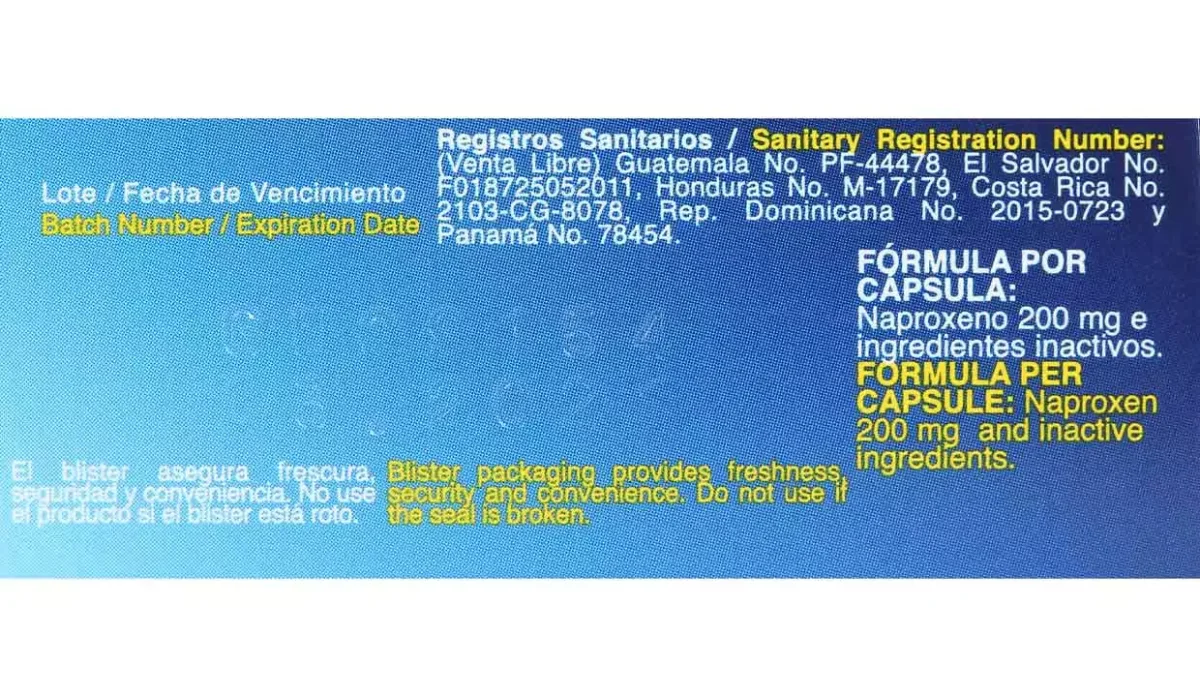 Registros Sanitarios / Sanitary Registration Number:
(Venta Libre) Guatemala No. PF-44478, El Salvador No.
F018725052011, Honduras No. M-17179, Costa Rica No.
2103-CG-8078, Rep. Dominicana No. 2015-0723 y
Panamá No. 78454.
Lote / Fecha de Vencimiento
Batch Number / Expiration Date
FÓRMULA POR
CÁPSULA:
Naproxeno 200 mg e
ingredientes inactivos.
FORMULA PER
CAPSULE: Naproxen
200 mg and inactive
ingredients.
El blister asegura frescura,
seguridad y conveniencia. No use
el producto si el blister está roto.
Blister packaging provides freshness,
security and convenience. Do not use if
the seal is broken.